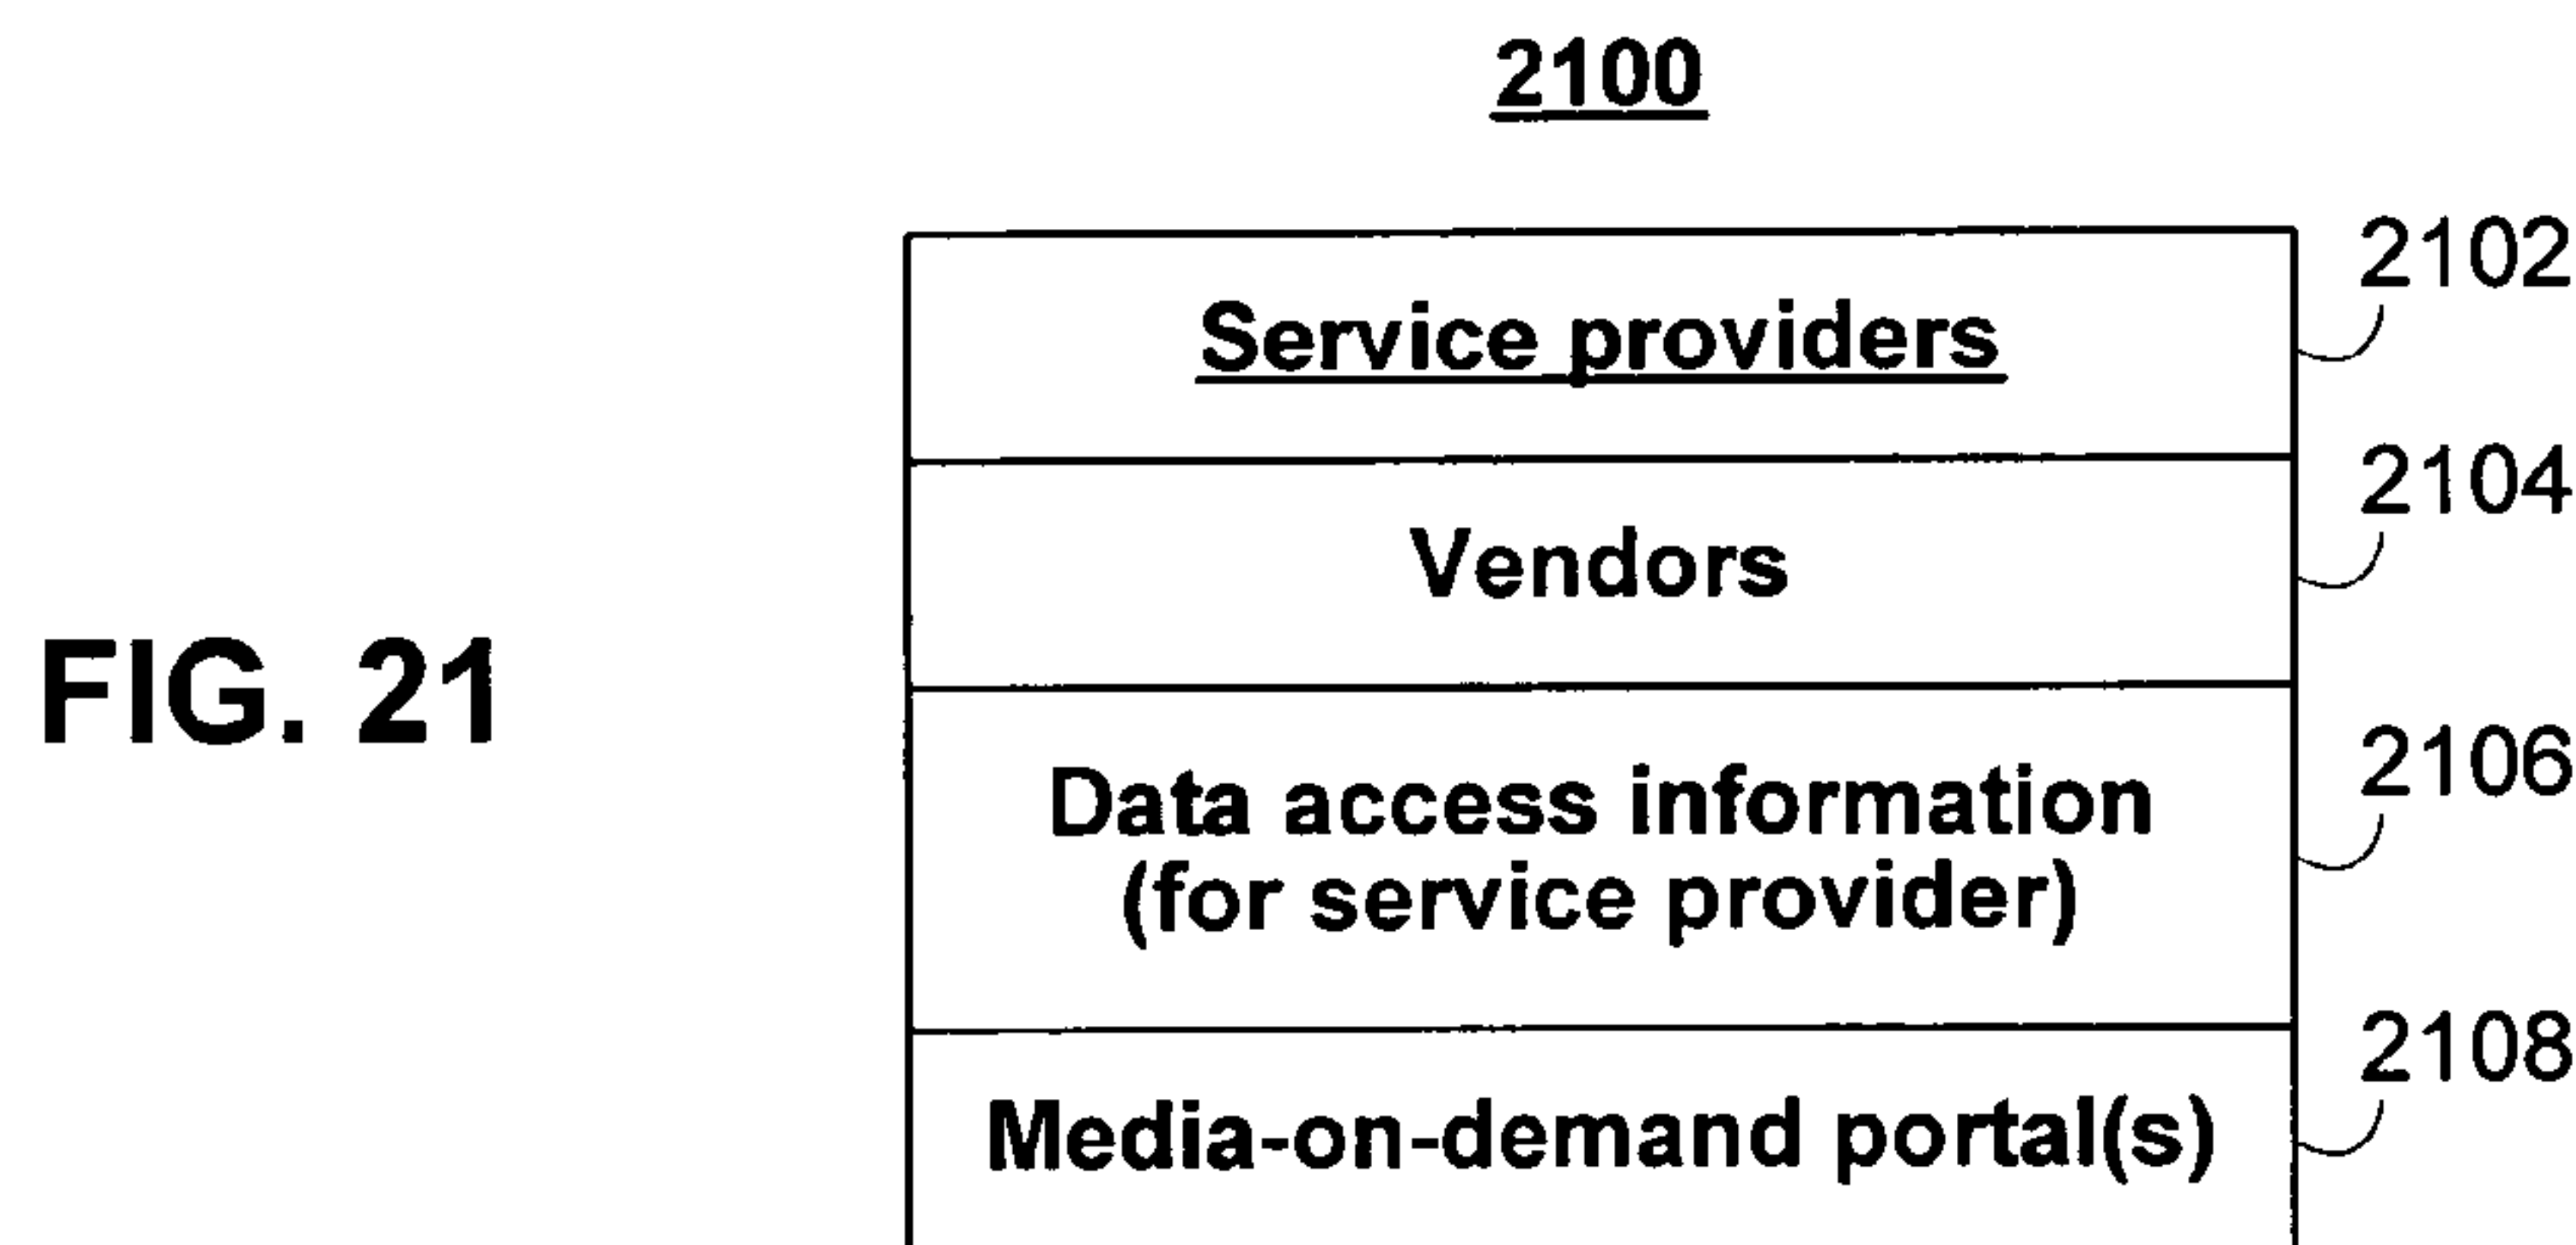 2100
Service providers
2102
Vendors
2104
FIG. 21
Data access information
(for service provider)
2106
Media-on-demand portal(s)
2108